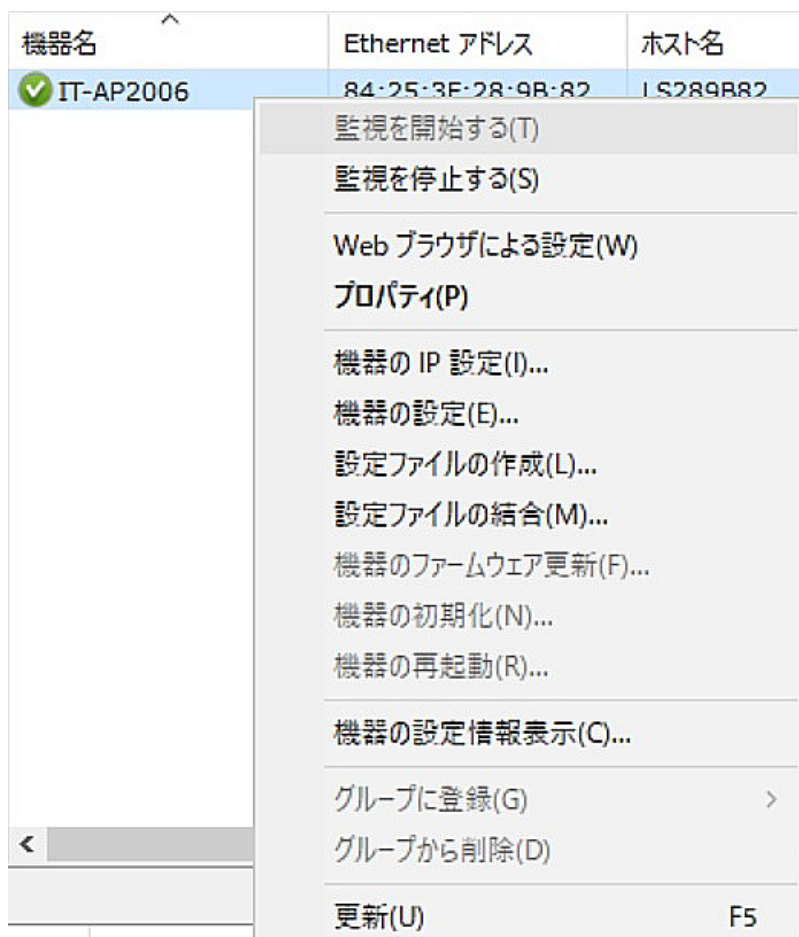 機器名 Ethernet アドレス ホスト名
IT-AP2006 84:25:3F:28:9B:82 LS289B82
監視を開始する(T)
監視を停止する(S)
Web ブラウザによる設定(W)
プロパティ(P)
機器の IP 設定(I)...
機器の設定(E)...
設定ファイルの作成(L)...
設定ファイルの結合(M)...
機器のファームウェア更新(F)...
機器の初期化(N)...
機器の再起動(R)...
機器の設定情報表示(C)...
グループに登録(G)
グループから削除(D)
更新(U) F5